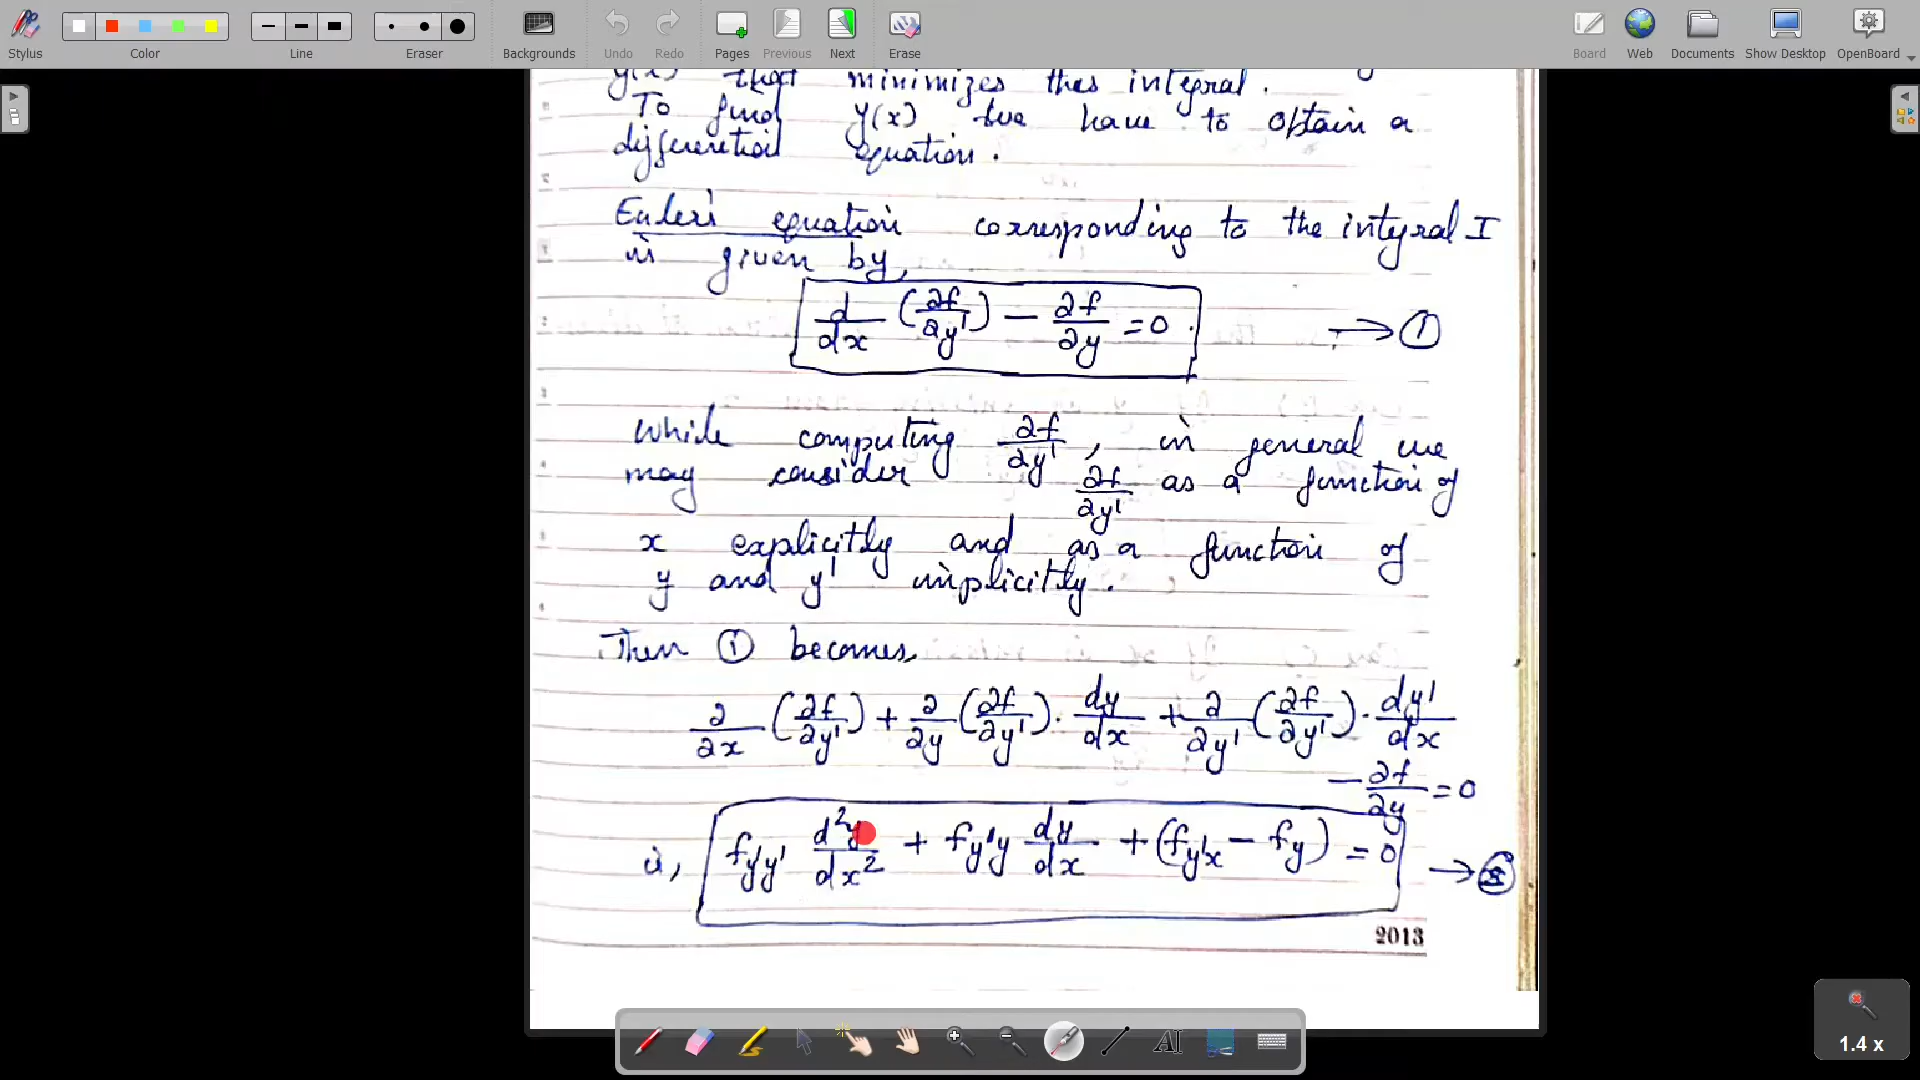 Stylus Color Line Eraser Backgrounds Undo Redo Pages Previous Next Erase Board Web Documents Show Desktop OpenBoard
y(x) that minimizes this integral.
To find y(x) we have to obtain a
differential equation.
Euler's equation corresponding to the integral I
is given by,
d/dx (∂f/∂y') − ∂f/∂y = 0. → ①
While computing ∂f/∂y', in general we
may consider ∂f/∂y' as a function of
x explicitly and as a function of
y and y' implicitly.
Then ① becomes,
∂/∂x (∂f/∂y') + ∂/∂y (∂f/∂y') · dy/dx + ∂/∂y' (∂f/∂y') · dy'/dx
− ∂f/∂y = 0
ie, f_y'y' d²y/dx² + f_y'y dy/dx + (f_y'x − f_y) = 0 →
2013
1.4 x